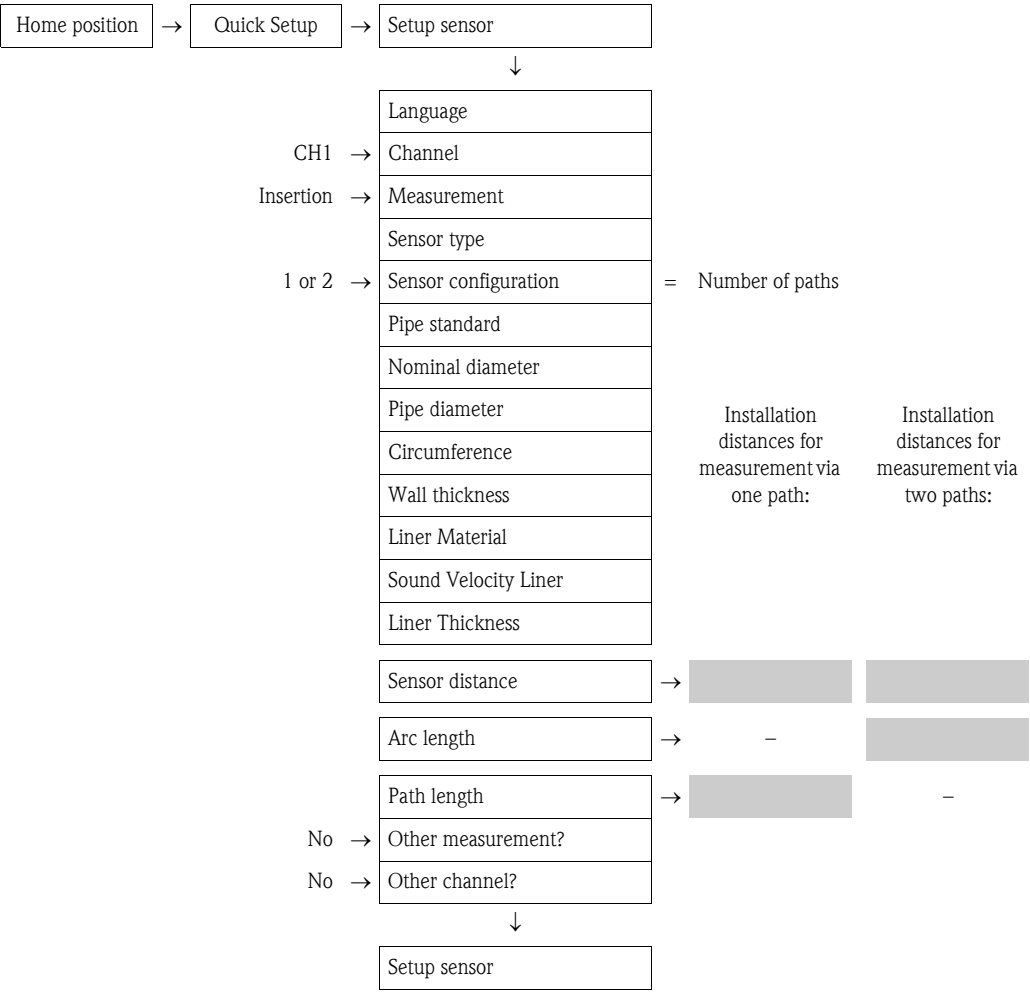 Home position → Quick Setup → Setup sensor
↓
Language
CH1 → Channel
Insertion → Measurement
Sensor type
1 or 2 → Sensor configuration = Number of paths
Pipe standard
Nominal diameter
Pipe diameter
Circumference
Wall thickness
Liner Material
Sound Velocity Liner
Liner Thickness
Installation
distances for
measurement via
one path:
Installation
distances for
measurement via
two paths:
Sensor distance →
Arc length → –
Path length → –
No → Other measurement?
No → Other channel?
↓
Setup sensor